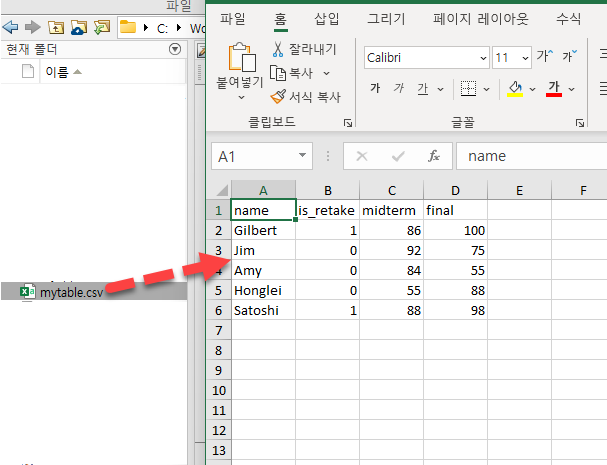 파일
C:
현재 폴더
이름
mytable.csv
파일 홈 삽입 그리기 페이지 레이아웃 수식
붙여넣기
잘라내기
복사
서식 복사
클립보드
Calibri 11 가 가
가 가 가 가
글꼴
A1 fx name
A B C D E F
1 name is_retake midterm final
2 Gilbert 1 86 100
3 Jim 0 92 75
4 Amy 0 84 55
5 Honglei 0 55 88
6 Satoshi 1 88 98
7
8
9
10
11
12
13